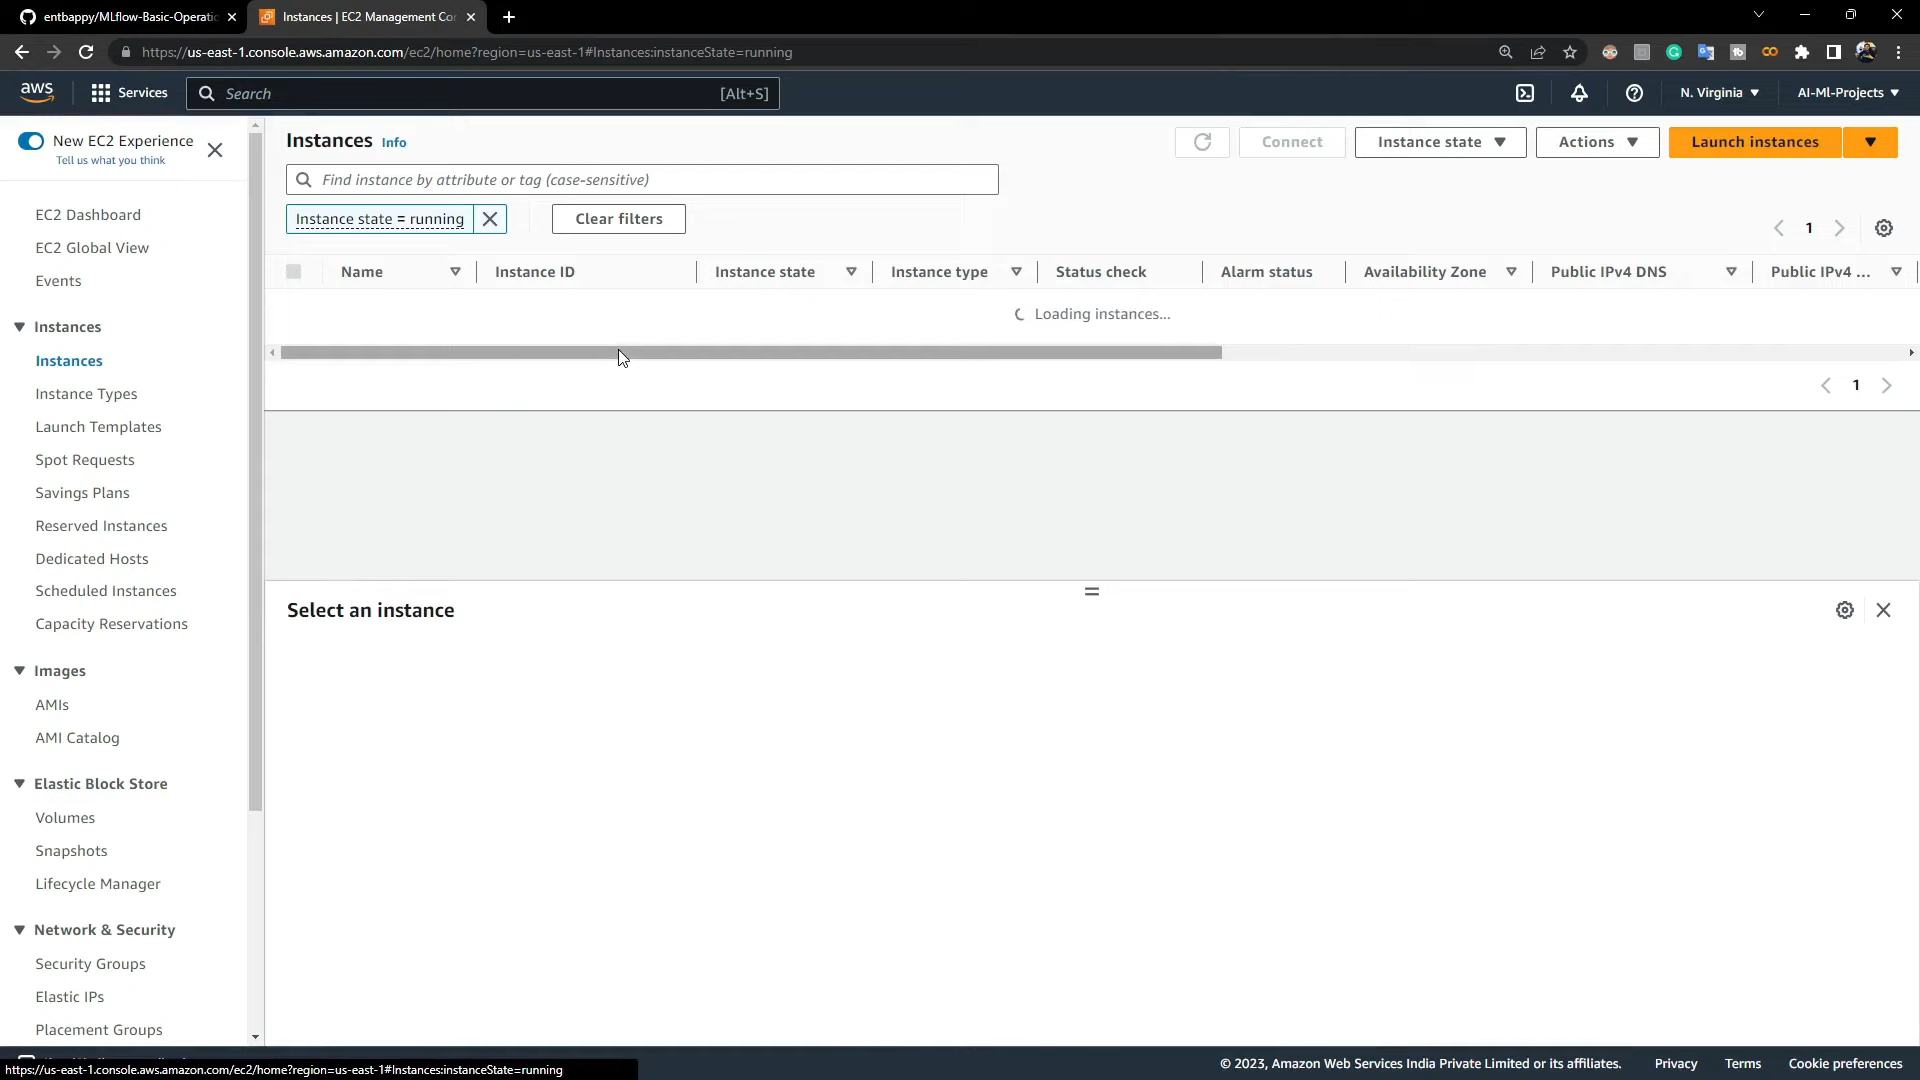 entbappy/MLflow-Basic-Operatio
Instances | EC2 Management Con
https://us-east-1.console.aws.amazon.com/ec2/home?region=us-east-1#Instances:instanceState=running
aws
Services
Search
[Alt+S]
N. Virginia
AI-Ml-Projects
New EC2 Experience
Tell us what you think
EC2 Dashboard
EC2 Global View
Events
Instances
Instances
Instance Types
Launch Templates
Spot Requests
Savings Plans
Reserved Instances
Dedicated Hosts
Scheduled Instances
Capacity Reservations
Images
AMIs
AMI Catalog
Elastic Block Store
Volumes
Snapshots
Lifecycle Manager
Network & Security
Security Groups
Elastic IPs
Placement Groups
Instances Info
Connect
Instance state
Actions
Launch instances
Find instance by attribute or tag (case-sensitive)
Instance state = running
Clear filters
1
Name
Instance ID
Instance state
Instance type
Status check
Alarm status
Availability Zone
Public IPv4 DNS
Public IPv4 ...
Loading instances...
1
Select an instance
https://us-east-1.console.aws.amazon.com/ec2/home?region=us-east-1#Instances:instanceState=running
© 2023, Amazon Web Services India Private Limited or its affiliates.
Privacy
Terms
Cookie preferences